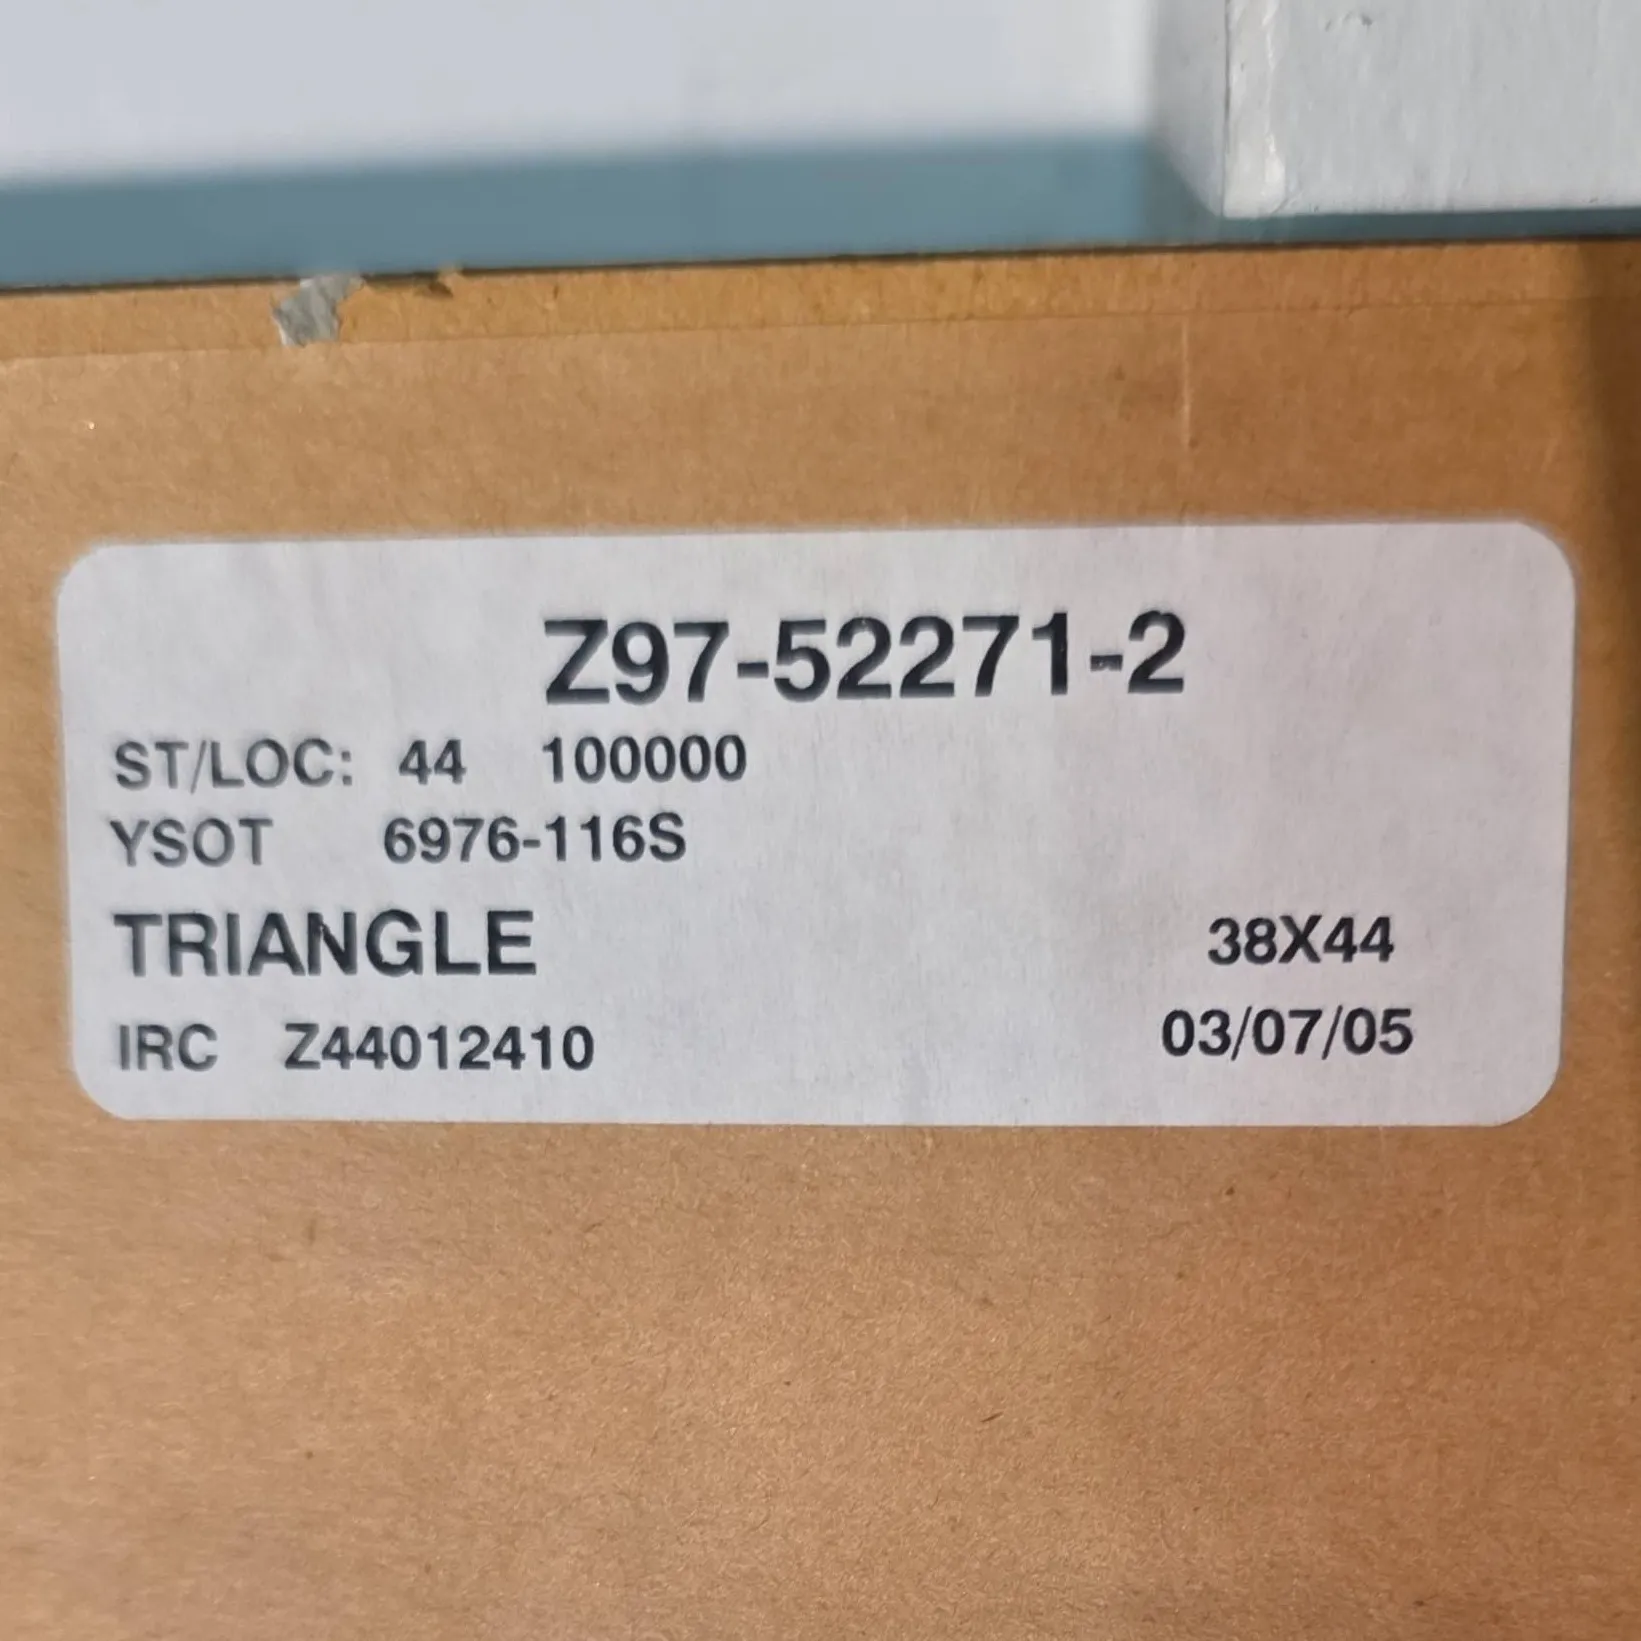 Z97-52271-2
ST/LOC: 44 100000
YSOT 6976-116S
TRIANGLE 38X44
IRC Z44012410 03/07/05